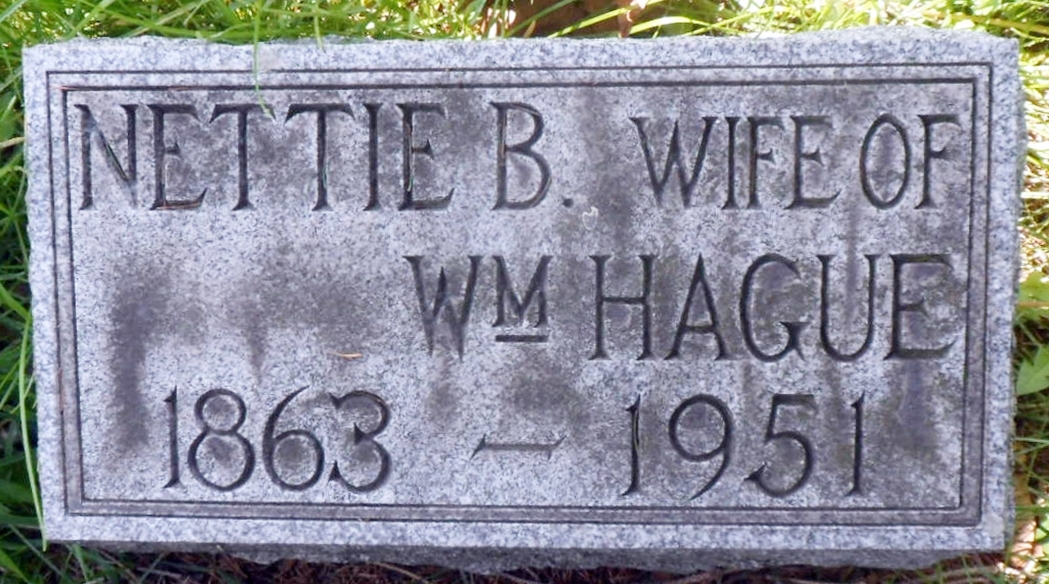 NETTIE B. WIFE OF
WM HAGUE
1863 – 1951